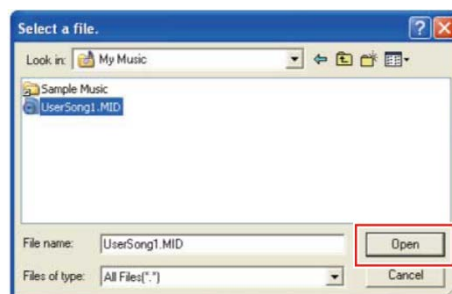 Select a file.
Look in: My Music
Sample Music
UserSong1.MID
File name: UserSong1.MID
Open
Files of type: All Files(*.*)
Cancel